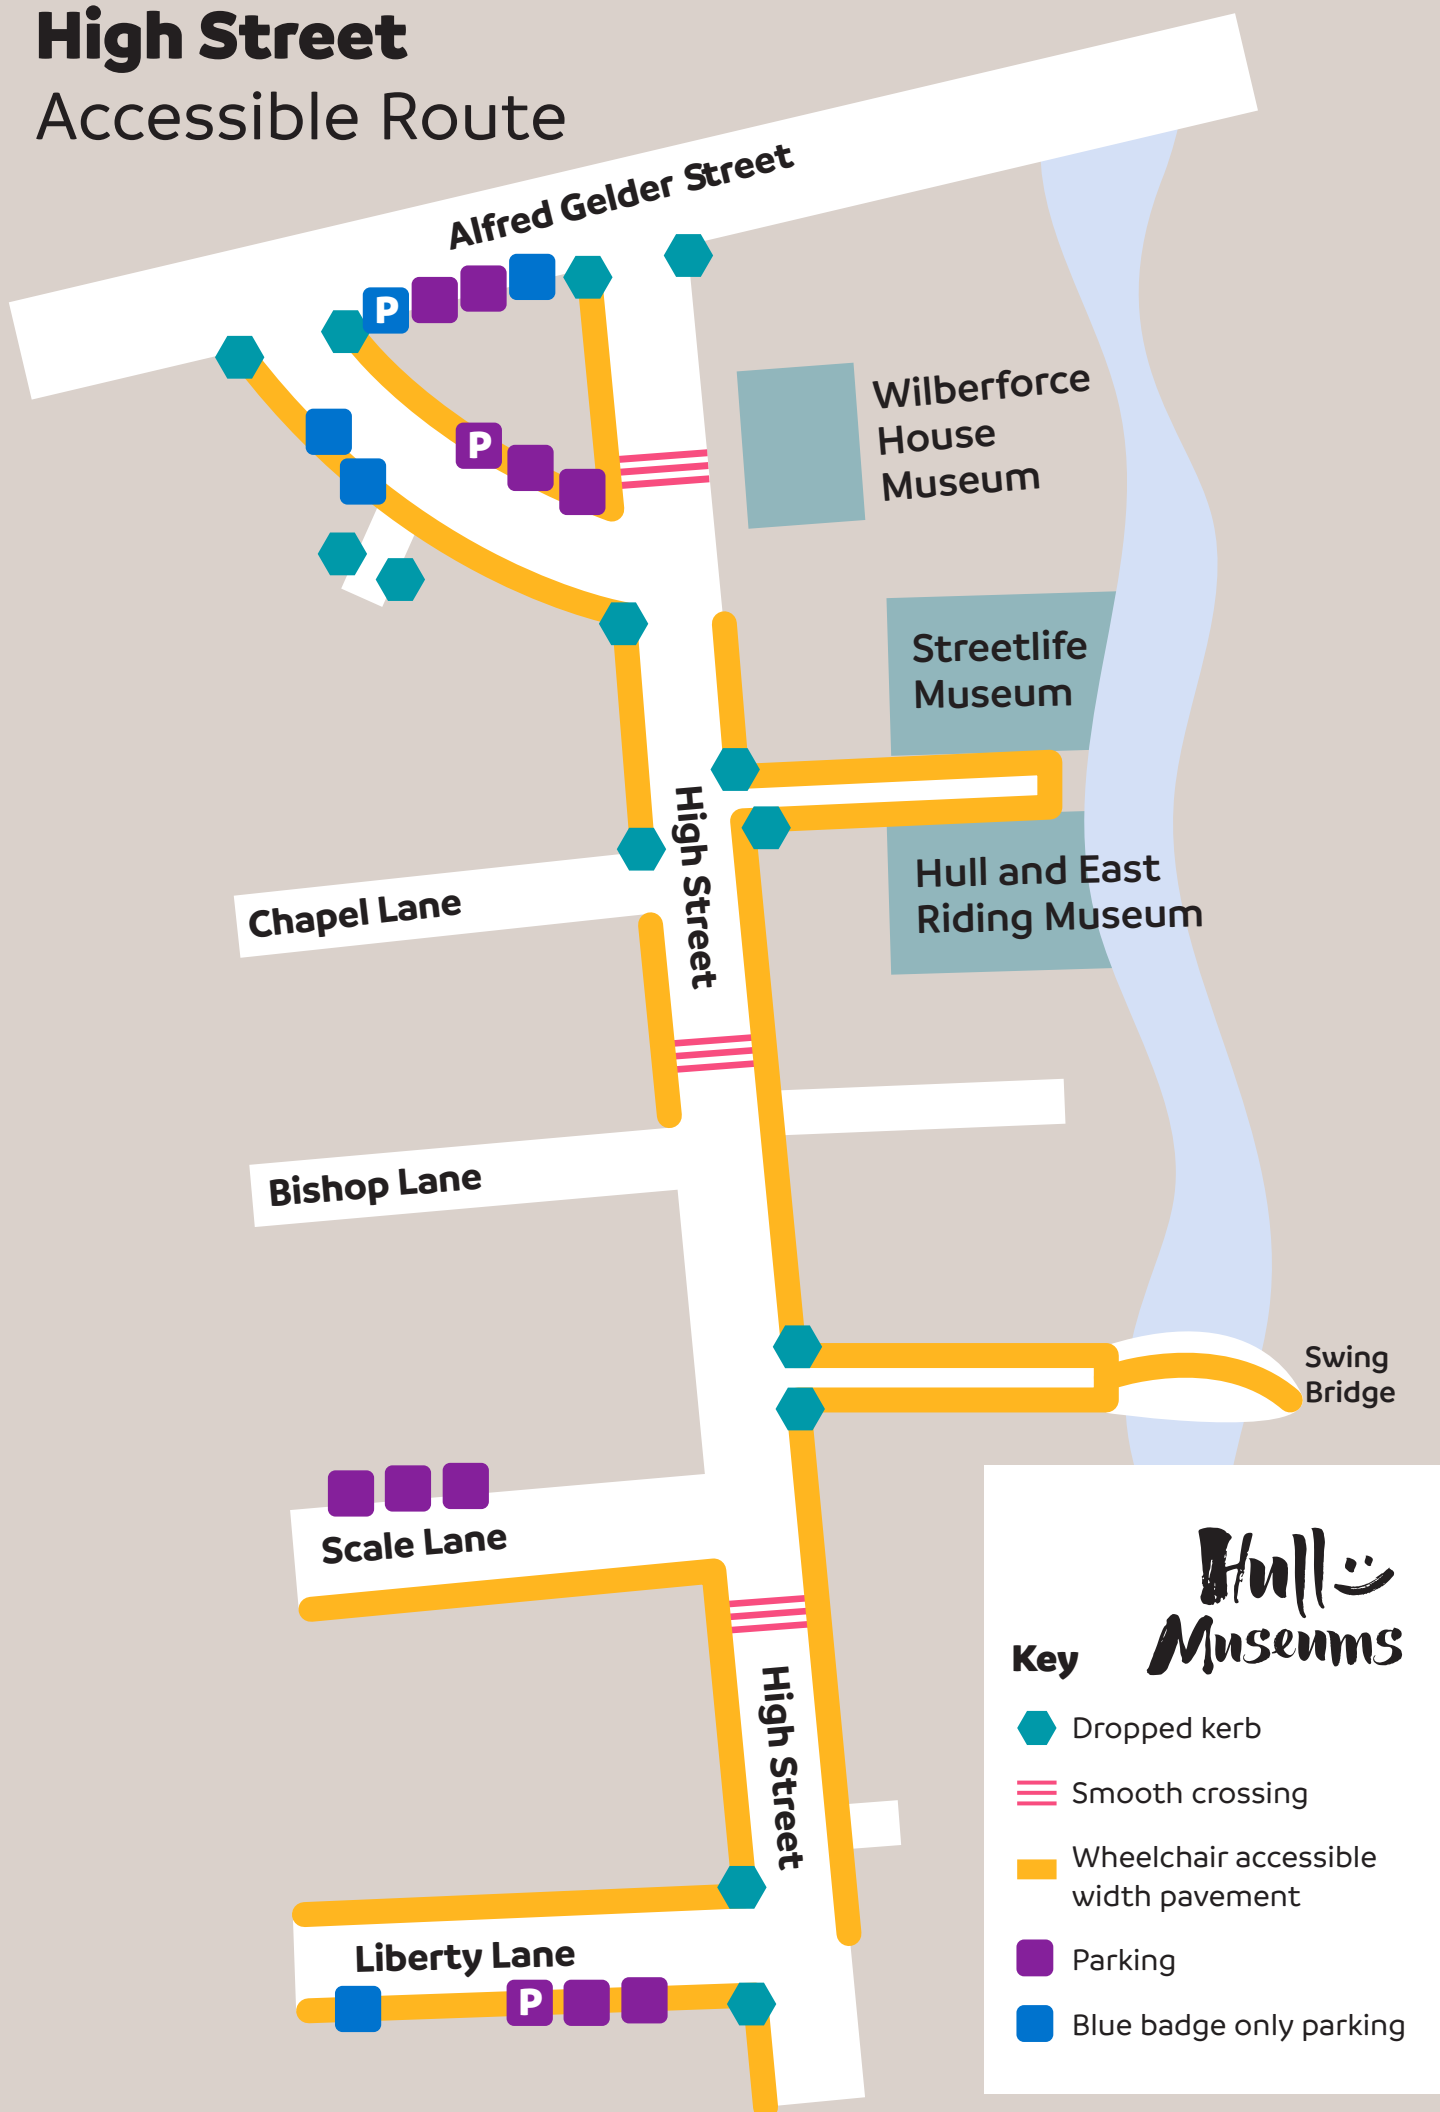 High Street
Accessible Route
Alfred Gelder Street
P
P
Wilberforce
House
Museum
Streetlife
Museum
High Street
Chapel Lane
Hull and East
Riding Museum
Bishop Lane
Swing
Bridge
Scale Lane
High Street
Liberty Lane
P
Hull
Museums
Key
Dropped kerb
Smooth crossing
Wheelchair accessible
width pavement
Parking
Blue badge only parking